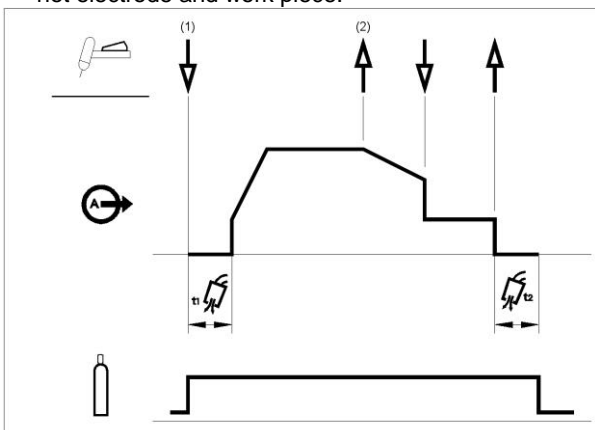 hot electrode and work piece.
(1)
(2)
A
t1
t2